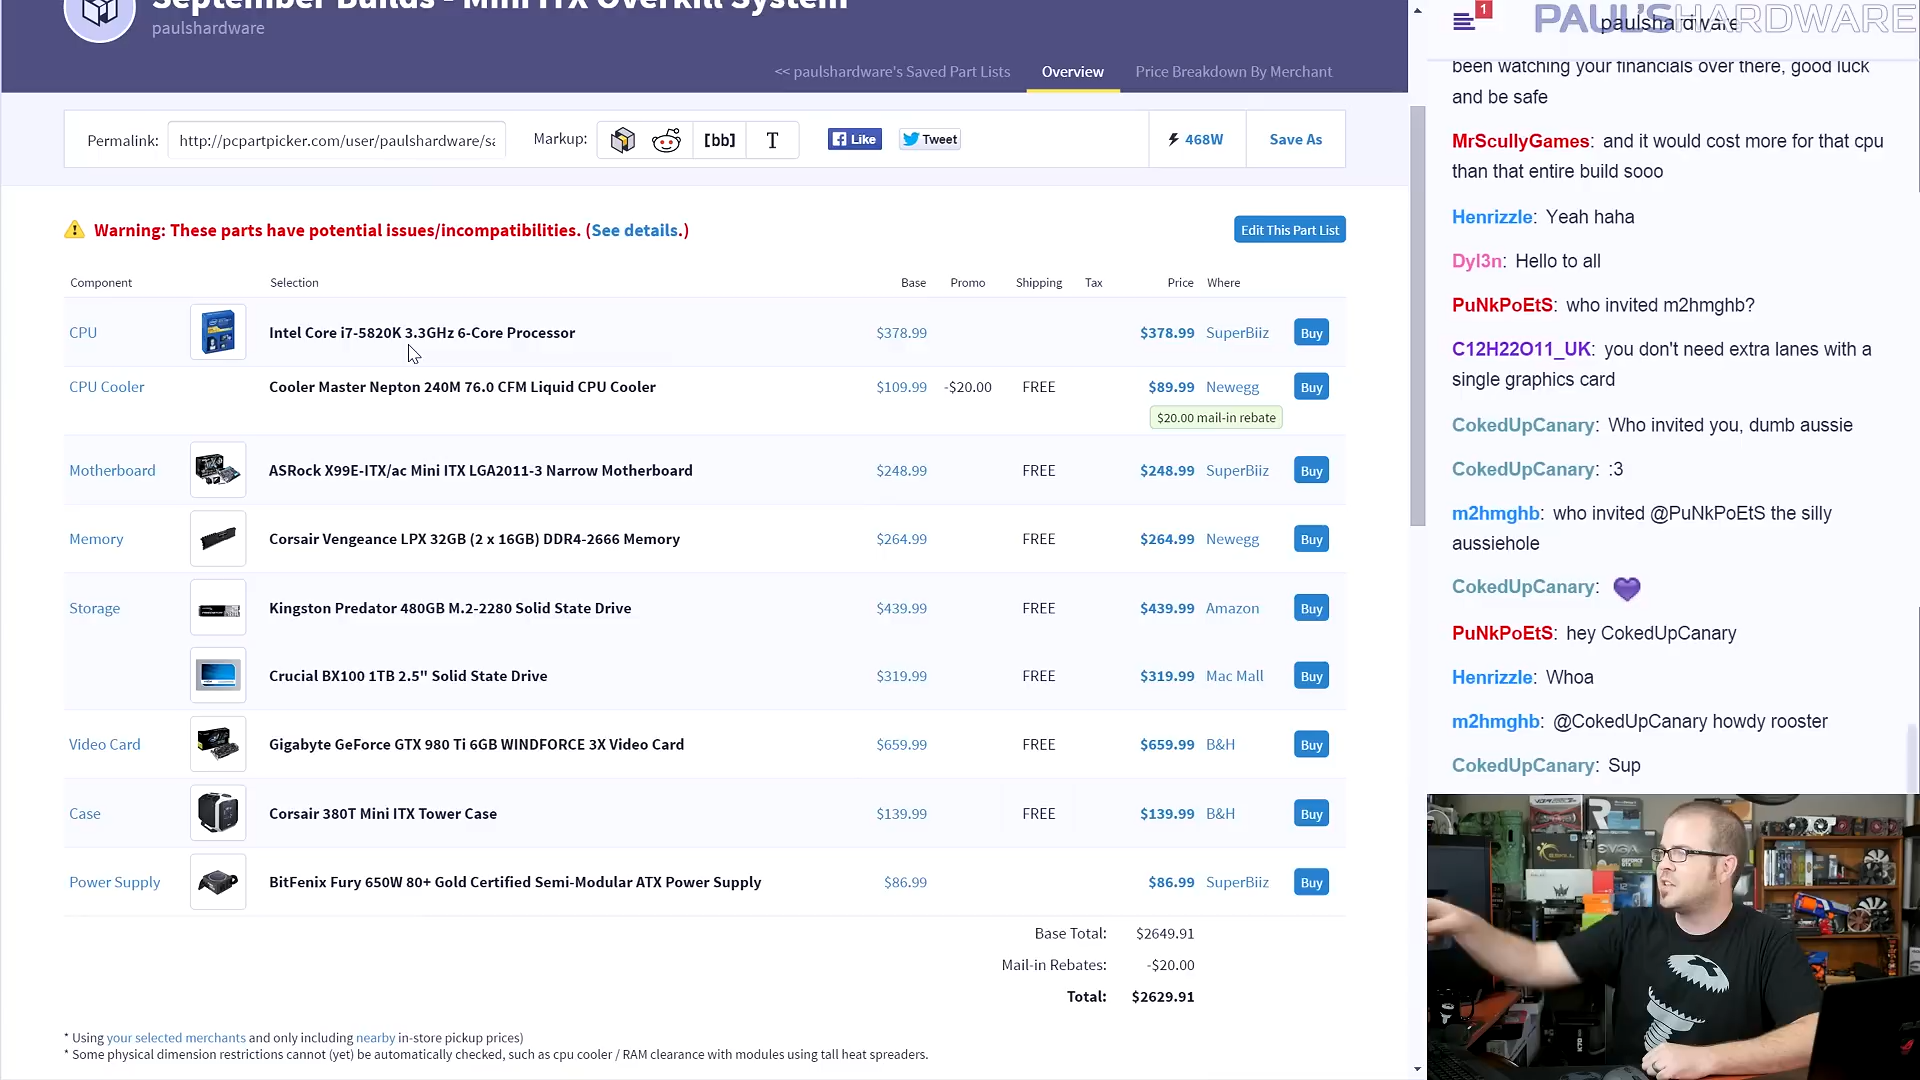 September Builds - Mini ITX Overkill System
paulshardware
<< paulshardware's Saved Part Lists
Overview
Price Breakdown By Merchant
Permalink:
http://pcpartpicker.com/user/paulshardware/sa
Markup:
[bb]
T
Like
Tweet
468W
Save As
Warning: These parts have potential issues/incompatibilities. (See details.)
Edit This Part List
Component Selection Base Promo Shipping Tax Price Where
CPU Intel Core i7-5820K 3.3GHz 6-Core Processor $378.99 $378.99 SuperBiiz Buy
CPU Cooler Cooler Master Nepton 240M 76.0 CFM Liquid CPU Cooler $109.99 -$20.00 FREE $89.99 Newegg Buy
$20.00 mail-in rebate
Motherboard ASRock X99E-ITX/ac Mini ITX LGA2011-3 Narrow Motherboard $248.99 FREE $248.99 SuperBiiz Buy
Memory Corsair Vengeance LPX 32GB (2 x 16GB) DDR4-2666 Memory $264.99 FREE $264.99 Newegg Buy
Storage Kingston Predator 480GB M.2-2280 Solid State Drive $439.99 FREE $439.99 Amazon Buy
Crucial BX100 1TB 2.5" Solid State Drive $319.99 FREE $319.99 Mac Mall Buy
Video Card Gigabyte GeForce GTX 980 Ti 6GB WINDFORCE 3X Video Card $659.99 FREE $659.99 B&H Buy
Case Corsair 380T Mini ITX Tower Case $139.99 FREE $139.99 B&H Buy
Power Supply BitFenix Fury 650W 80+ Gold Certified Semi-Modular ATX Power Supply $86.99 $86.99 SuperBiiz Buy
Base Total: $2649.91
Mail-in Rebates: -$20.00
Total: $2629.91
* Using your selected merchants and only including nearby in-store pickup prices)
* Some physical dimension restrictions cannot (yet) be automatically checked, such as cpu cooler / RAM clearance with modules using tall heat spreaders.
1
PAUL'SHARDWARE
paulshardware
been watching your financials over there, good luck
and be safe
MrScullyGames: and it would cost more for that cpu
than that entire build sooo
Henrizzle: Yeah haha
Dyl3n: Hello to all
PuNkPoEtS: who invited m2hmghb?
C12H22O11_UK: you don't need extra lanes with a
single graphics card
CokedUpCanary: Who invited you, dumb aussie
CokedUpCanary: :3
m2hmghb: who invited @PuNkPoEtS the silly
aussiehole
CokedUpCanary:
PuNkPoEtS: hey CokedUpCanary
Henrizzle: Whoa
m2hmghb: @CokedUpCanary howdy rooster
CokedUpCanary: Sup